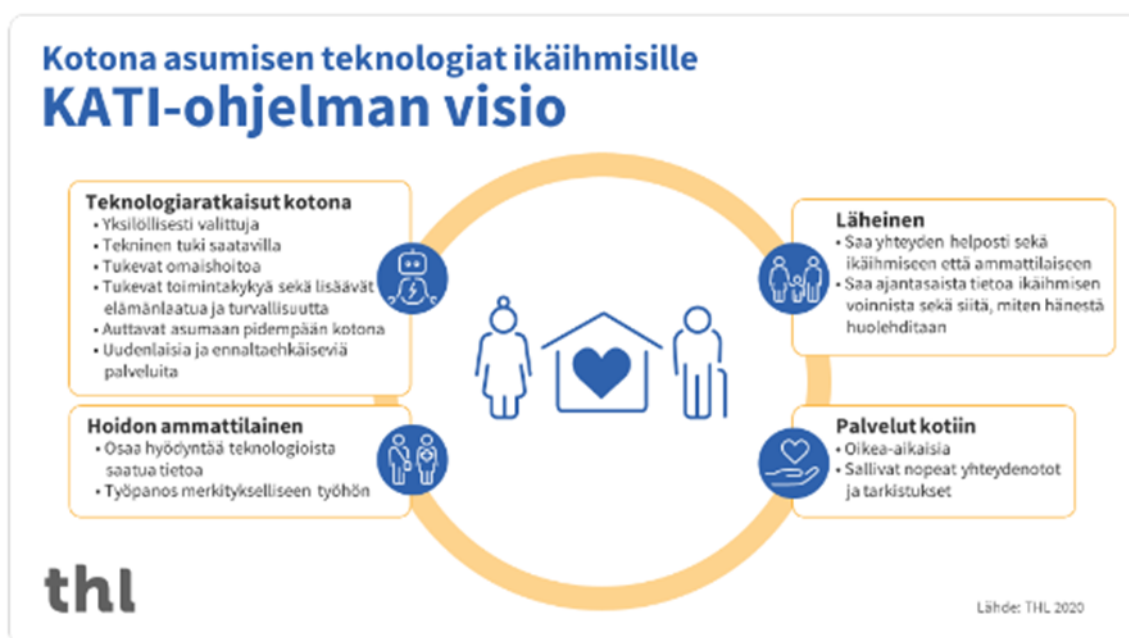 Kotona asumisen teknologiat ikäihmisille
KATI-ohjelman visio
Teknologiaratkaisut kotona
• Yksilöllisesti valittuja
• Tekninen tuki saatavilla
• Tukevat omaishoitoa
• Tukevat toimintakykyä sekä lisäävät
elämänlaatua ja turvallisuutta
• Auttavat asumaan pidempään kotona
• Uudenlaisia ja ennaltaehkäiseviä
palveluita
Hoidon ammattilainen
• Osaa hyödyntää teknologioista
saatua tietoa
• Työpanos merkitykselliseen työhön
Läheinen
• Saa yhteyden helposti sekä
ikäihmiseen että ammattilaiseen
• Saa ajantasaista tietoa ikäihmisen
voinnista sekä siitä, miten hänestä
huolehditaan
Palvelut kotiin
• Oikea-aikaisia
• Sallivat nopeat yhteydenotot
ja tarkistukset
thl
Lähde: THL 2020